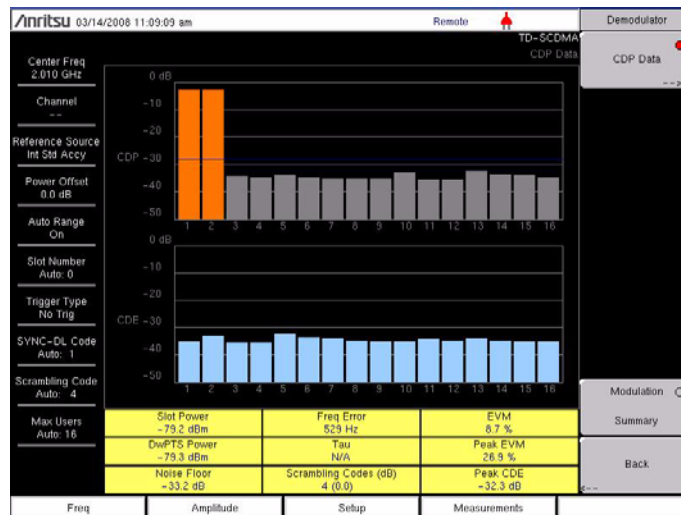 Anritsu 03/14/2008 11:09:09 am
Remote
Demodulator
TD-SCDMA
CDP Data
CDP Data
-->
Center Freq
2.010 GHz
Channel
--
Reference Source
Int Std Accy
Power Offset
0.0 dB
Auto Range
On
Slot Number
Auto: 0
Trigger Type
No Trig
SYNC-DL Code
Auto: 1
Scrambling Code
Auto: 4
Max Users
Auto: 16
0 dB
-10
-20
CDP -30
-40
-50
1 2 3 4 5 6 7 8 9 10 11 12 13 14 15 16
0 dB
-10
-20
CDE -30
-40
-50
1 2 3 4 5 6 7 8 9 10 11 12 13 14 15 16
Slot Power
-79.2 dBm
Freq Error
529 Hz
EVM
8.7 %
DwPTS Power
-79.3 dBm
Tau
N/A
Peak EVM
26.9 %
Noise Floor
-33.2 dB
Scrambling Codes (dB)
4 (0.0)
Peak CDE
-32.3 dB
Modulation
Summary
Back
<--
Freq
Amplitude
Setup
Measurements